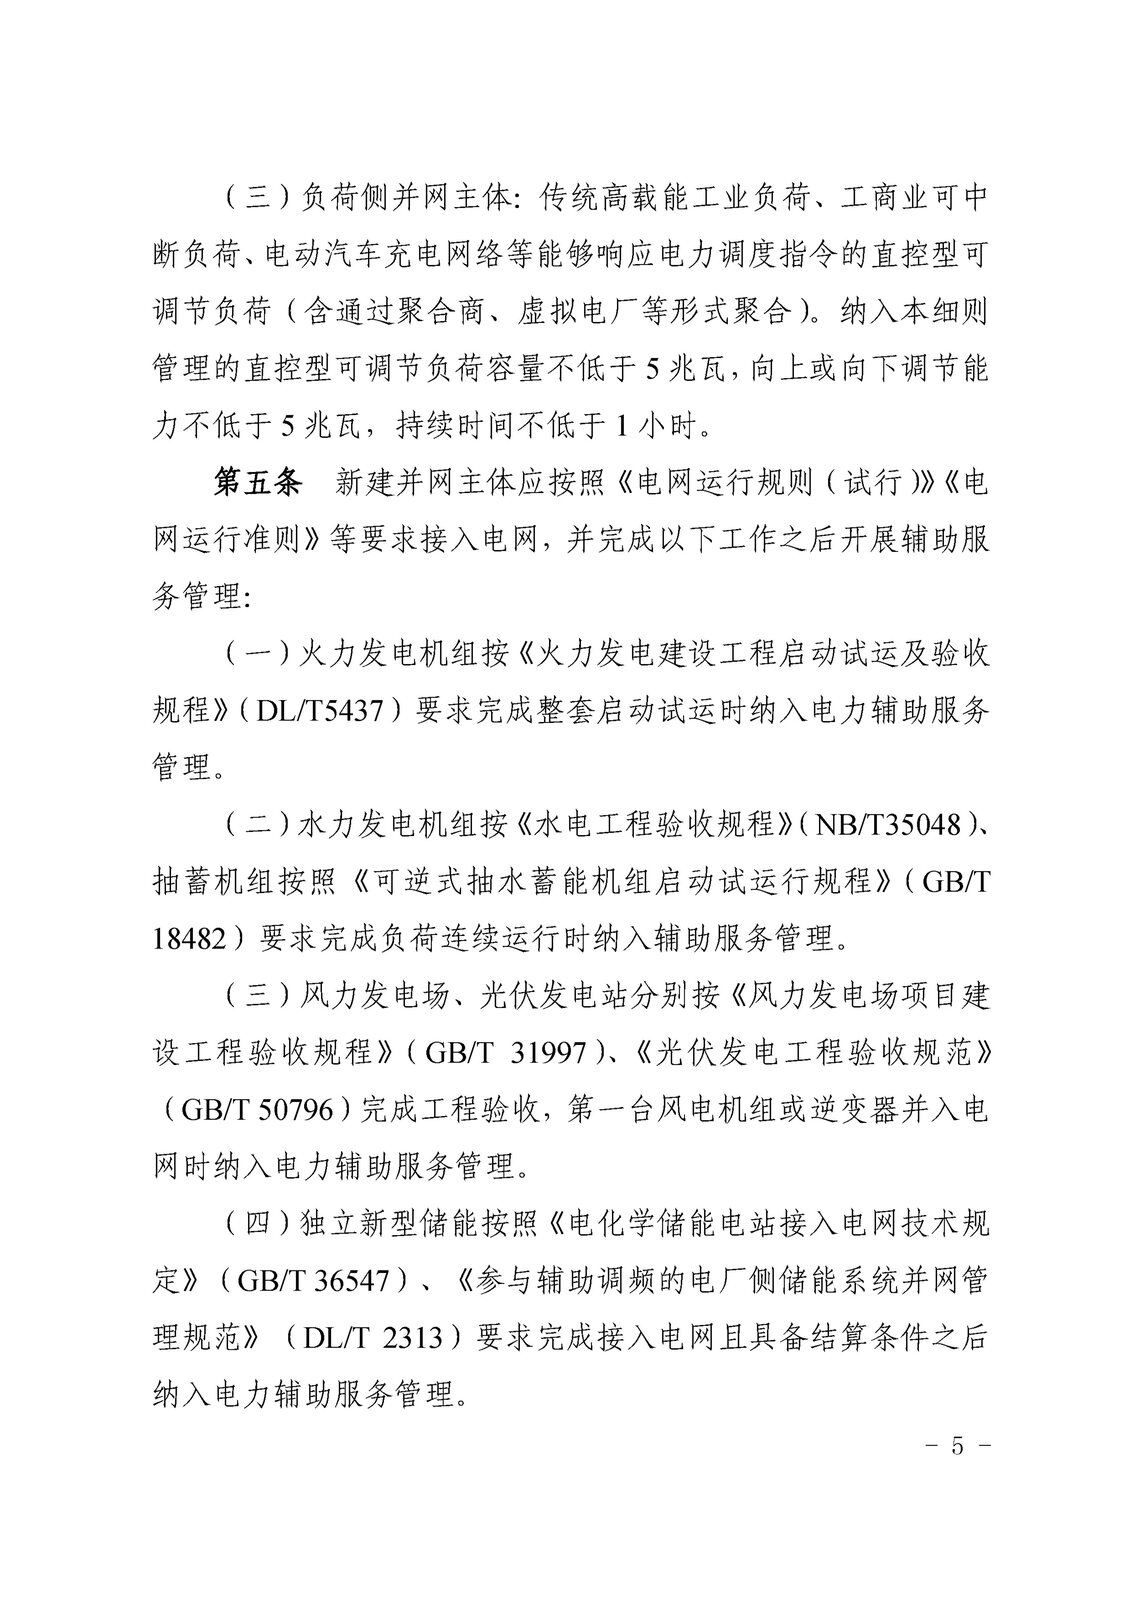 （三）负荷侧并网主体：传统高载能工业负荷、工商业可中
断负荷、电动汽车充电网络等能够响应电力调度指令的直控型可
调节负荷（含通过聚合商、虚拟电厂等形式聚合）。纳入本细则
管理的直控型可调节负荷容量不低于 5 兆瓦，向上或向下调节能
力不低于 5 兆瓦，持续时间不低于 1 小时。
第五条　新建并网主体应按照《电网运行规则（试行）》《电
网运行准则》等要求接入电网，并完成以下工作之后开展辅助服
务管理：
（一）火力发电机组按《火力发电建设工程启动试运及验收
规程》（DL/T5437）要求完成整套启动试运时纳入电力辅助服务
管理。
（二）水力发电机组按《水电工程验收规程》（NB/T35048）、
抽蓄机组按照《可逆式抽水蓄能机组启动试运行规程》（GB/T
18482）要求完成负荷连续运行时纳入辅助服务管理。
（三）风力发电场、光伏发电站分别按《风力发电场项目建
设工程验收规程》（GB/T 31997）、《光伏发电工程验收规范》
（GB/T 50796）完成工程验收，第一台风电机组或逆变器并入电
网时纳入电力辅助服务管理。
（四）独立新型储能按照《电化学储能电站接入电网技术规
定》（GB/T 36547）、《参与辅助调频的电厂侧储能系统并网管
理规范》（DL/T 2313）要求完成接入电网且具备结算条件之后
纳入电力辅助服务管理。
- 5 -